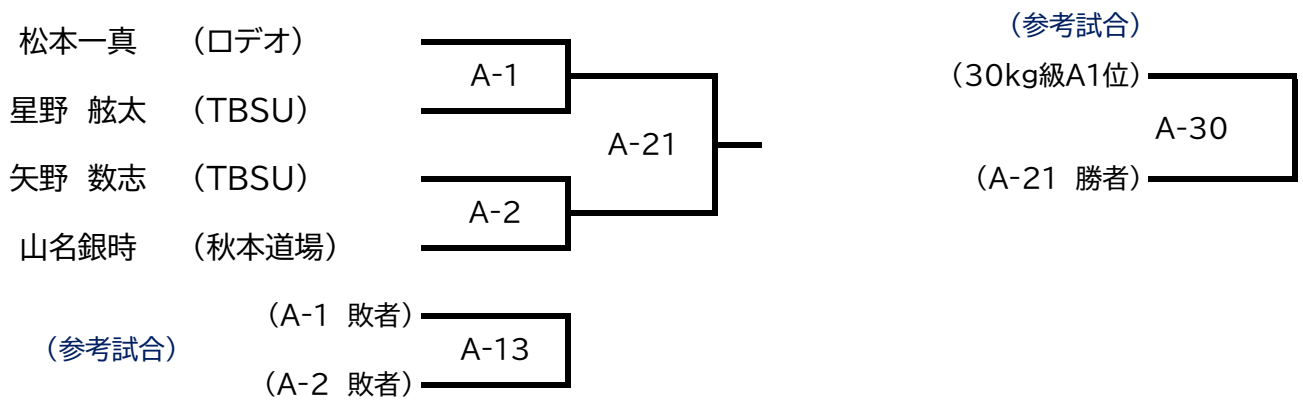 松本一真 （ロデオ）
星野 舷太 （TBSU）
矢野 数志 （TBSU）
山名銀時 （秋本道場）
A-1
A-2
A-21
（参考試合）
（A-1 敗者）
（A-2 敗者）
A-13
（参考試合）
（30kg級A1位）
A-30
（A-21 勝者）